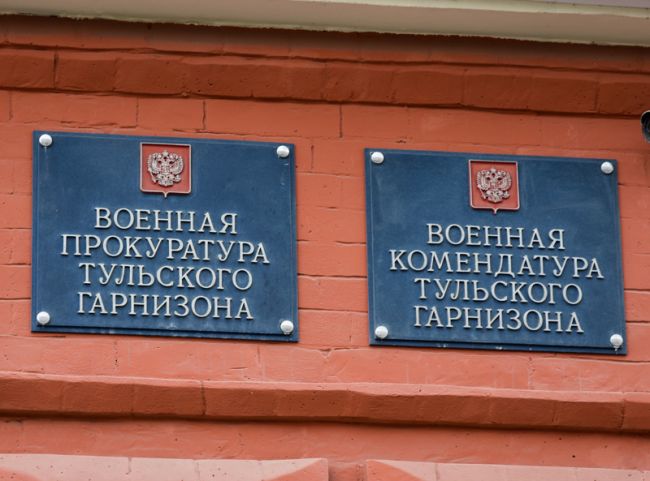 ВОЕННАЯ
ПРОКУРАТУРА
ТУЛЬСКОГО
ГАРНИЗОНА
ВОЕННАЯ
КОМЕНДАТУРА
ТУЛЬСКОГО
ГАРНИЗОНА